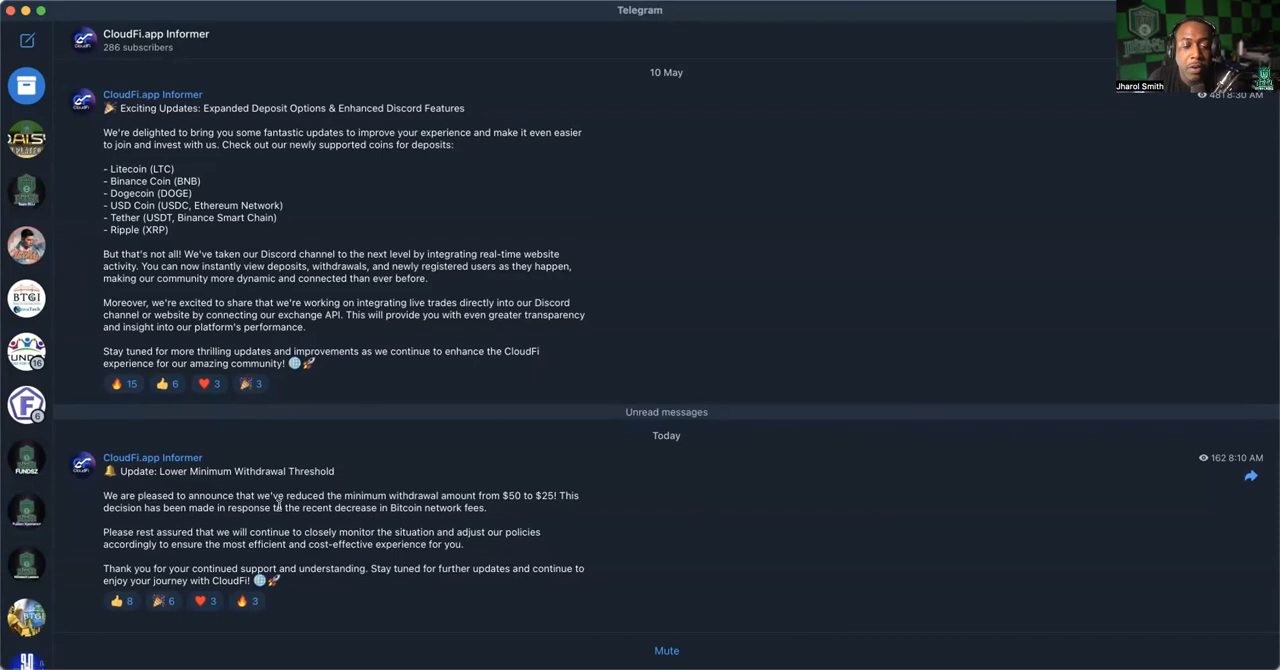 Telegram
CloudFi.app Informer
286 subscribers
Jharol Smith
10 May
CloudFi.app Informer
8:30 AM
🎉 Exciting Updates: Expanded Deposit Options & Enhanced Discord Features
We're delighted to bring you some fantastic updates to improve your experience and make it even easier
to join and invest with us. Check out our newly supported coins for deposits:
- Litecoin (LTC)
- Binance Coin (BNB)
- Dogecoin (DOGE)
- USD Coin (USDC, Ethereum Network)
- Tether (USDT, Binance Smart Chain)
- Ripple (XRP)
But that's not all! We've taken our Discord channel to the next level by integrating real-time website
activity. You can now instantly view deposits, withdrawals, and newly registered users as they happen,
making our community more dynamic and connected than ever before.
Moreover, we're excited to share that we're working on integrating live trades directly into our Discord
channel or website by connecting our exchange API. This will provide you with even greater transparency
and insight into our platform's performance.
Stay tuned for more thrilling updates and improvements as we continue to enhance the CloudFi
experience for our amazing community! 🌐🚀
🔥 15 👍 6 ❤️ 3 🎉 3
Unread messages
Today
CloudFi.app Informer
162 8:10 AM
🔔 Update: Lower Minimum Withdrawal Threshold
We are pleased to announce that we've reduced the minimum withdrawal amount from $50 to $25! This
decision has been made in response to the recent decrease in Bitcoin network fees.
Please rest assured that we will continue to closely monitor the situation and adjust our policies
accordingly to ensure the most efficient and cost-effective experience for you.
Thank you for your continued support and understanding. Stay tuned for further updates and continue to
enjoy your journey with CloudFi! 🌐🚀
👍 8 🎉 6 ❤️ 3 🔥 3
Mute
BTGI
16
F
6
FUNDSZ
BTGI